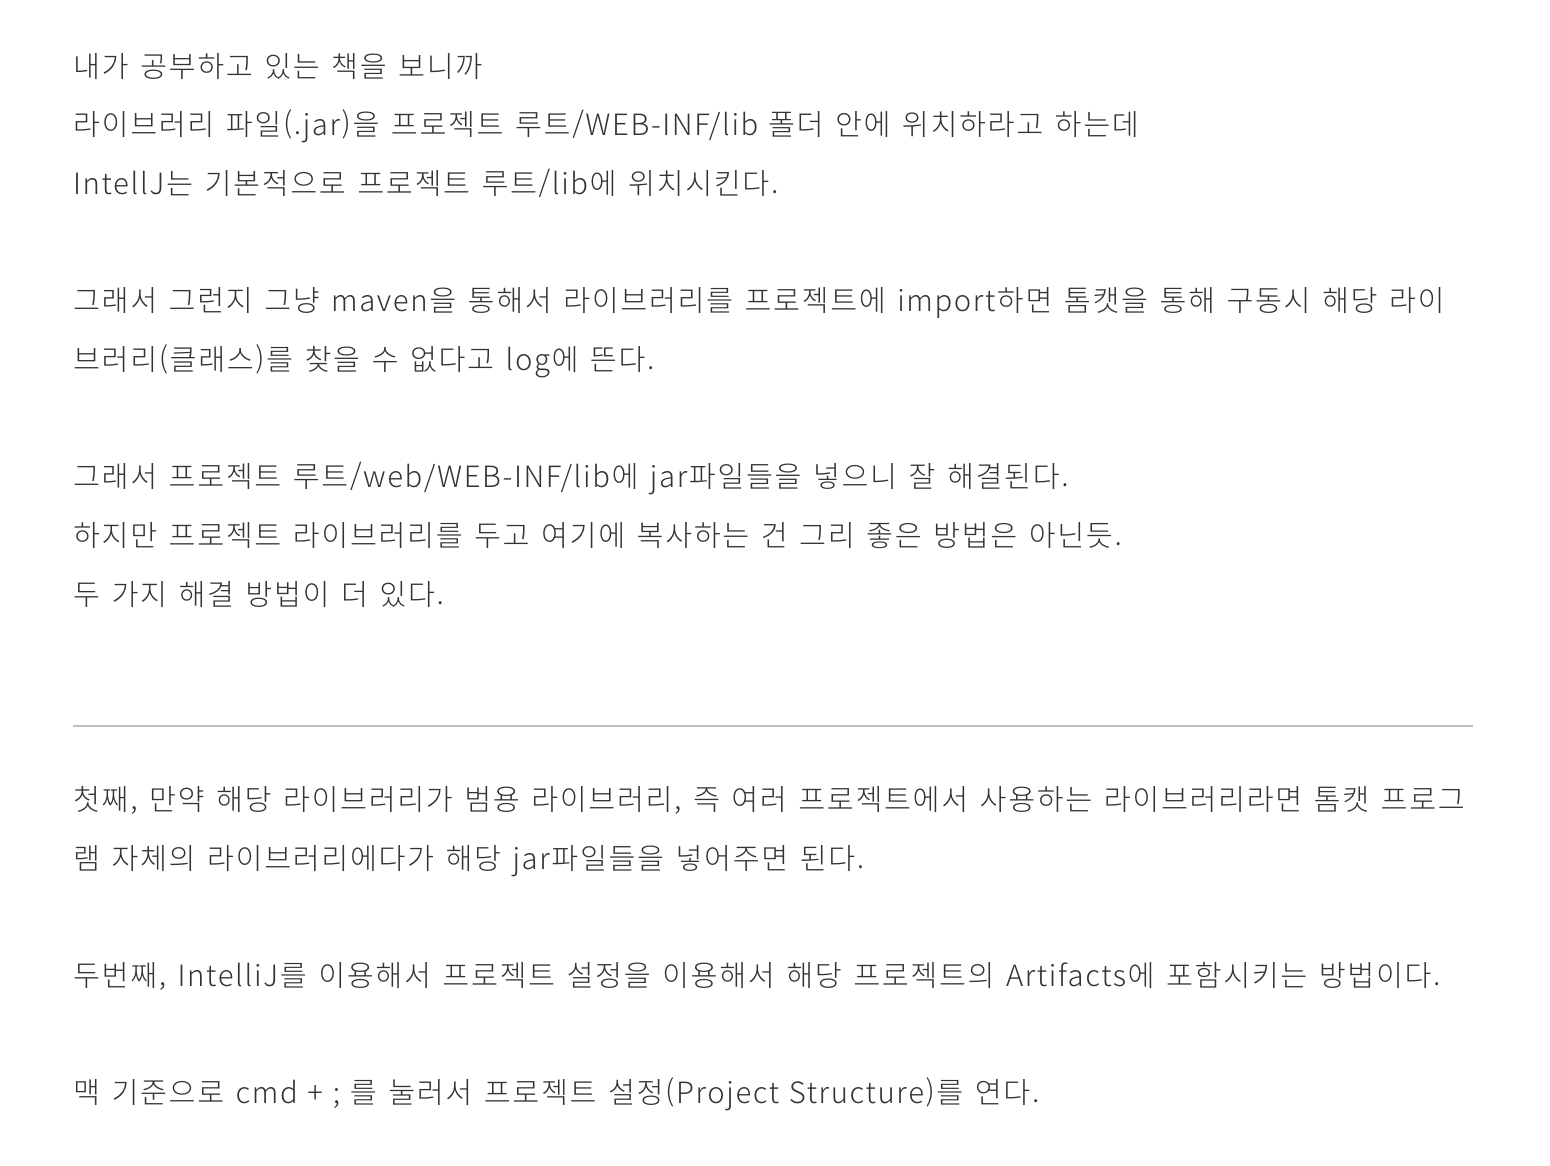 내가 공부하고 있는 책을 보니까
라이브러리 파일(.jar)을 프로젝트 루트/WEB-INF/lib 폴더 안에 위치하라고 하는데
IntellJ는 기본적으로 프로젝트 루트/lib에 위치시킨다.
그래서 그런지 그냥 maven을 통해서 라이브러리를 프로젝트에 import하면 톰캣을 통해 구동시 해당 라이
브러리(클래스)를 찾을 수 없다고 log에 뜬다.
그래서 프로젝트 루트/web/WEB-INF/lib에 jar파일들을 넣으니 잘 해결된다.
하지만 프로젝트 라이브러리를 두고 여기에 복사하는 건 그리 좋은 방법은 아닌듯.
두 가지 해결 방법이 더 있다.
첫째, 만약 해당 라이브러리가 범용 라이브러리, 즉 여러 프로젝트에서 사용하는 라이브러리라면 톰캣 프로그
램 자체의 라이브러리에다가 해당 jar파일들을 넣어주면 된다.
두번째, IntelliJ를 이용해서 프로젝트 설정을 이용해서 해당 프로젝트의 Artifacts에 포함시키는 방법이다.
맥 기준으로 cmd + ; 를 눌러서 프로젝트 설정(Project Structure)를 연다.